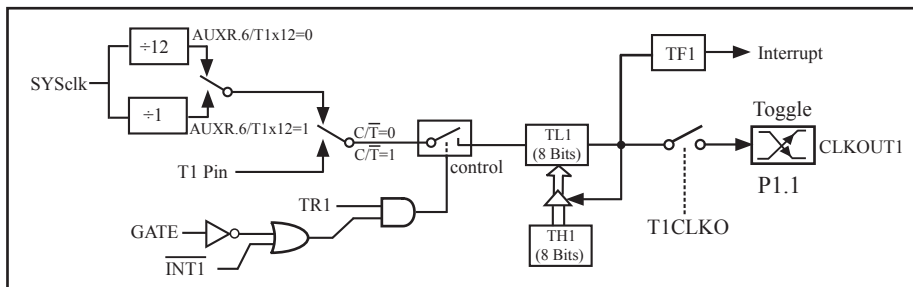 ÷12
AUXR.6/T1x12=0
SYSclk
÷1
AUXR.6/T1x12=1
C/T̅=0
C/T̅=1
T1 Pin
control
TR1
GATE
I̅N̅T̅1̅
TL1
(8 Bits)
TH1
(8 Bits)
TF1
Interrupt
Toggle
CLKOUT1
P1.1
T1CLKO